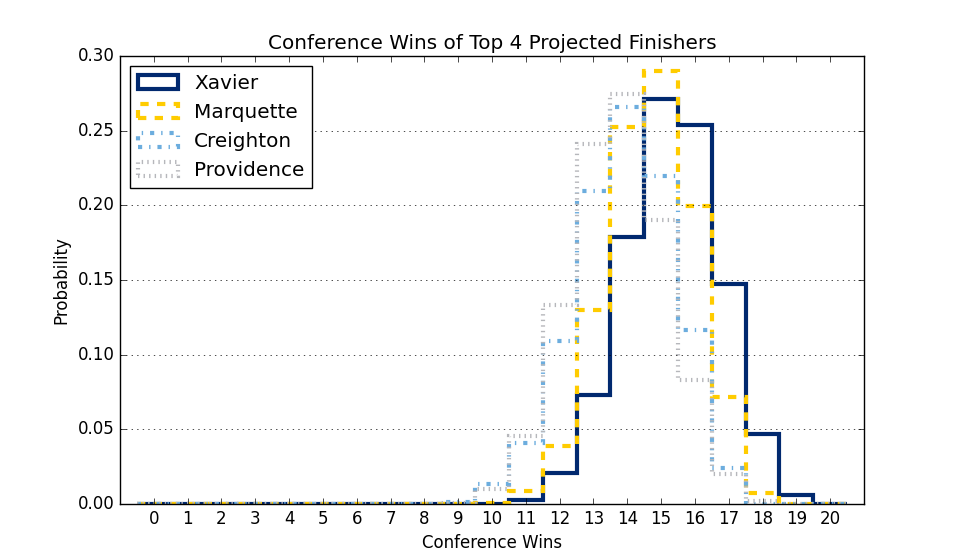 Conference Wins of Top 4 Projected Finishers
0.30
Xavier
Marquette
Creighton
Providence
0.25
0.20
0.15
0.10
0.05
0.00
Probability
0 1 2 3 4 5 6 7 8 9 10 11 12 13 14 15 16 17 18 19 20
Conference Wins